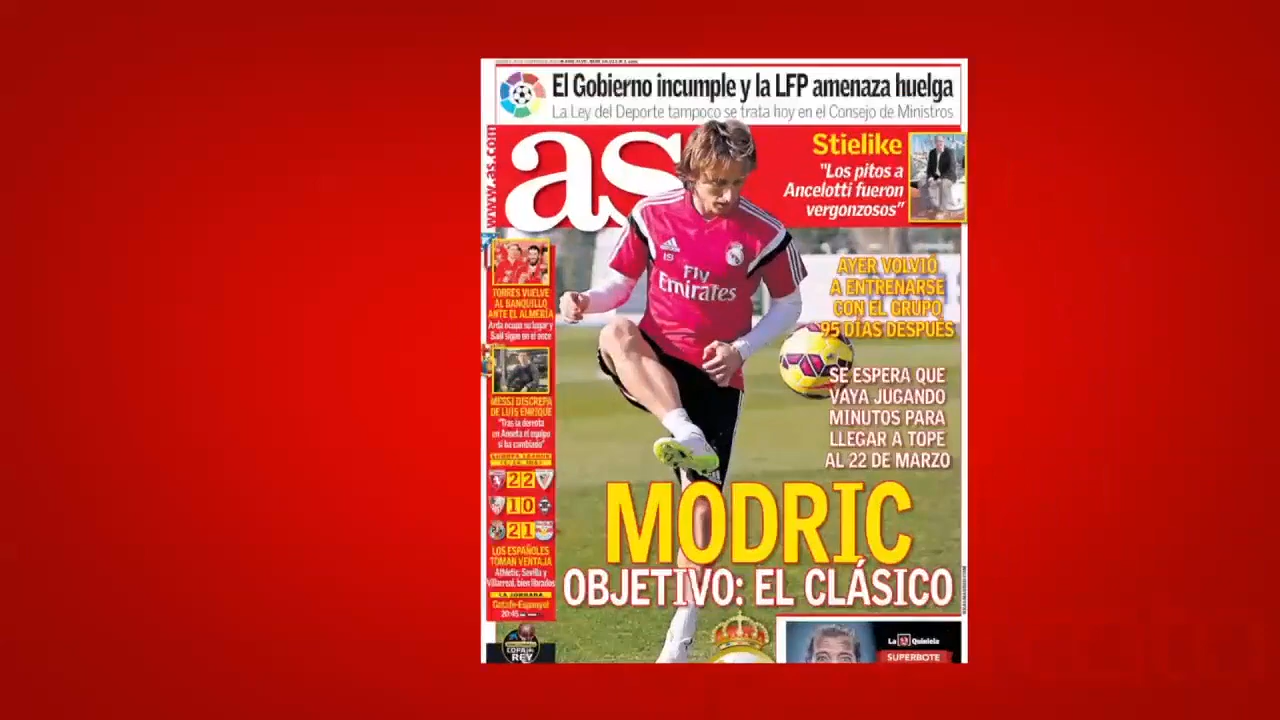 El Gobierno incumple y la LFP amenaza huelga
La Ley del Deporte tampoco se trata hoy en el Consejo de Ministros
www.as.com
as
Stielike
"Los pitos a
Ancelotti fueron
vergonzosos"
TORRES VUELVE
AL BANQUILLO
ANTE EL ALMERÍA
Arda ocupa su lugar y
Saúl sigue en el once
MESSI DISCREPA
DE LUIS ENRIQUE
"Tras la derrota
en Anoeta el equipo
sí ha cambiado"
2 2
1 0
2 1
LOS ESPAÑOLES
TOMAN VENTAJA
Athletic, Sevilla y
Villarreal, bien librados
LA JORNADA
Getafe-Espanyol
20:45
COPA del
REY
19
Fly
Emirates
AYER VOLVIÓ
A ENTRENARSE
CON EL GRUPO,
95 DÍAS DESPUÉS
SE ESPERA QUE
VAYA JUGANDO
MINUTOS PARA
LLEGAR A TOPE
AL 22 DE MARZO
MODRIC
OBJETIVO: EL CLÁSICO
La Quiniela
SUPERBOTE